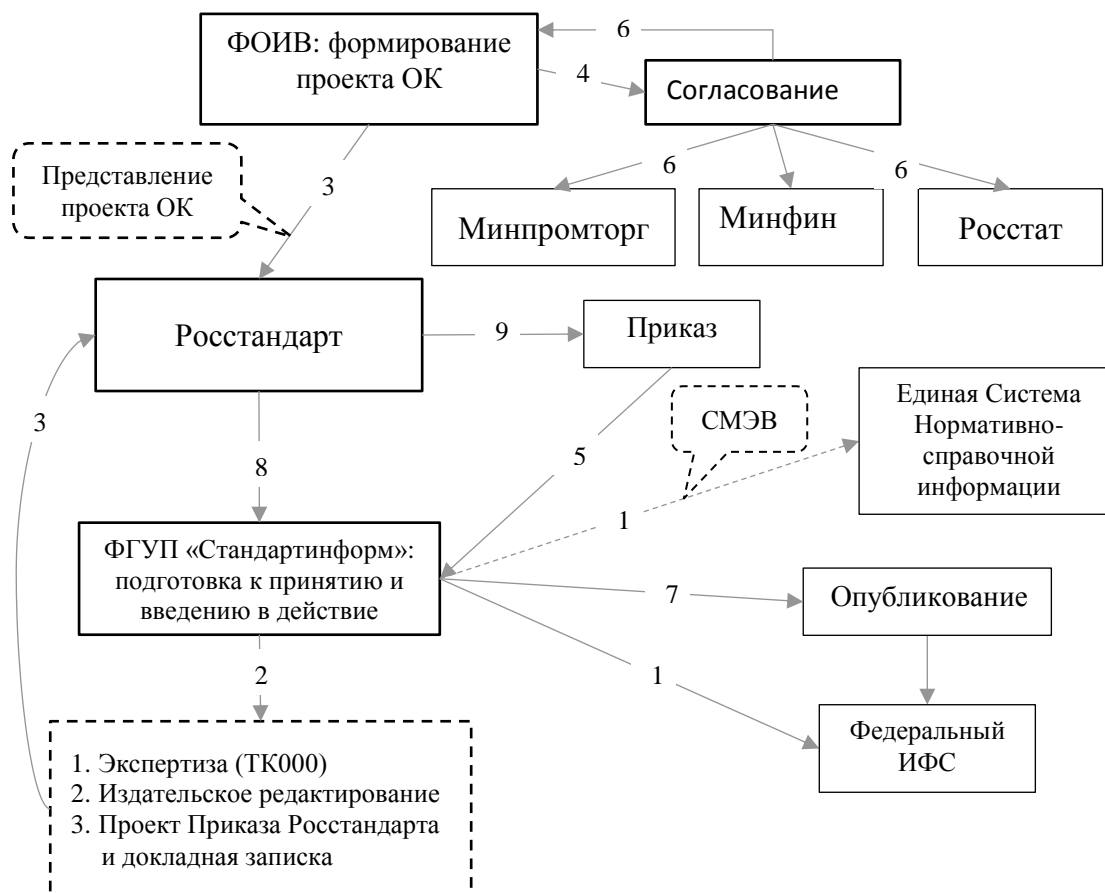 ФОИВ: формирование
проекта ОК
6
4
Согласование
Представление
проекта ОК
3
6
6
Минпромторг
Минфин
Росстат
Росстандарт
9
Приказ
3
СМЭВ
Единая Система
Нормативно-
справочной
информации
8
5
1
ФГУП «Стандартинформ»:
подготовка к принятию и
введению в действие
7
Опубликование
2
1
Федеральный
ИФС
1. Экспертиза (ТК000)
2. Издательское редактирование
3. Проект Приказа Росстандарта
и докладная записка